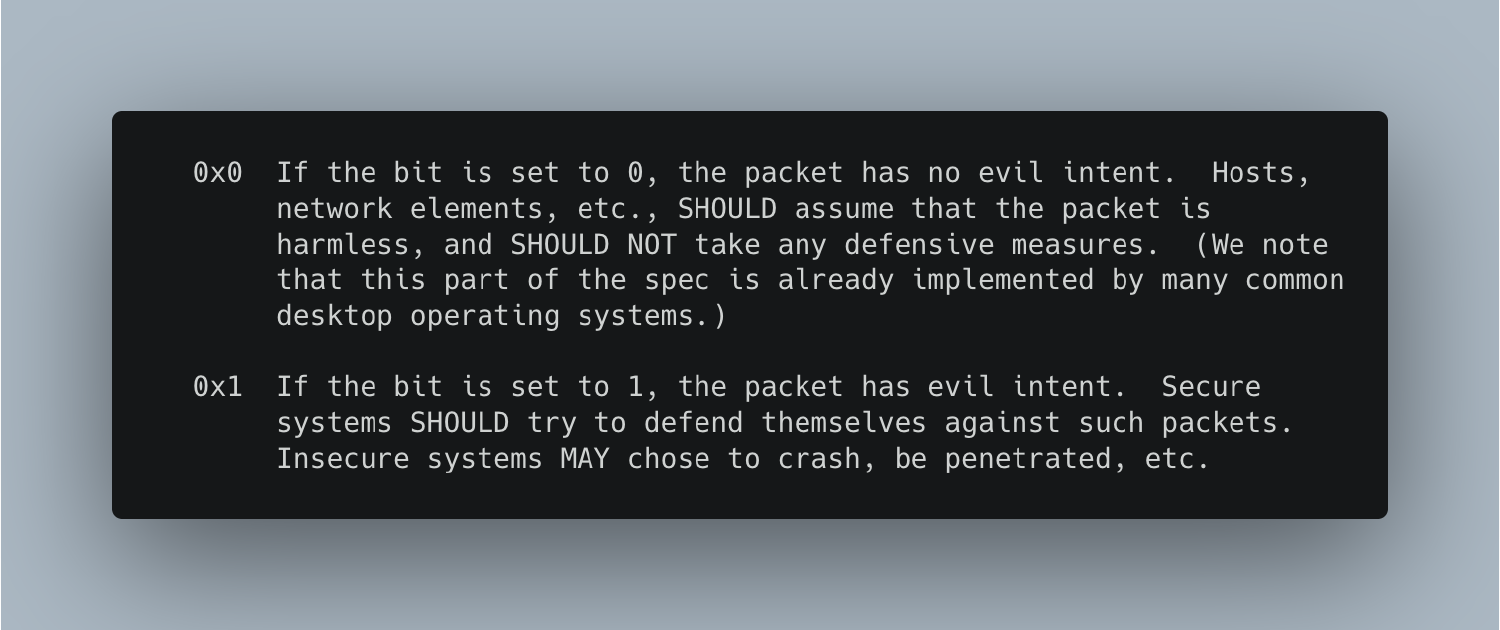 0x0  If the bit is set to 0, the packet has no evil intent.  Hosts,
network elements, etc., SHOULD assume that the packet is
harmless, and SHOULD NOT take any defensive measures.  (We note
that this part of the spec is already implemented by many common
desktop operating systems.)
0x1  If the bit is set to 1, the packet has evil intent.  Secure
systems SHOULD try to defend themselves against such packets.
Insecure systems MAY chose to crash, be penetrated, etc.